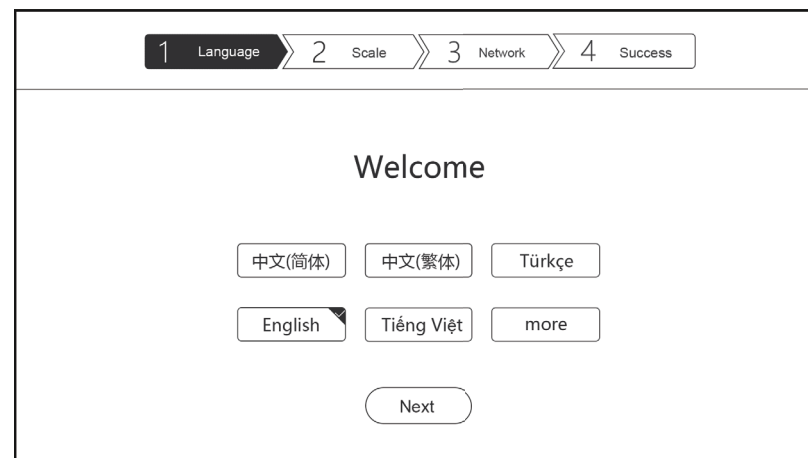 1 Language 2 Scale 3 Network 4 Success
Welcome
中文(简体) 中文(繁体) Türkçe
English Tiếng Việt more
Next